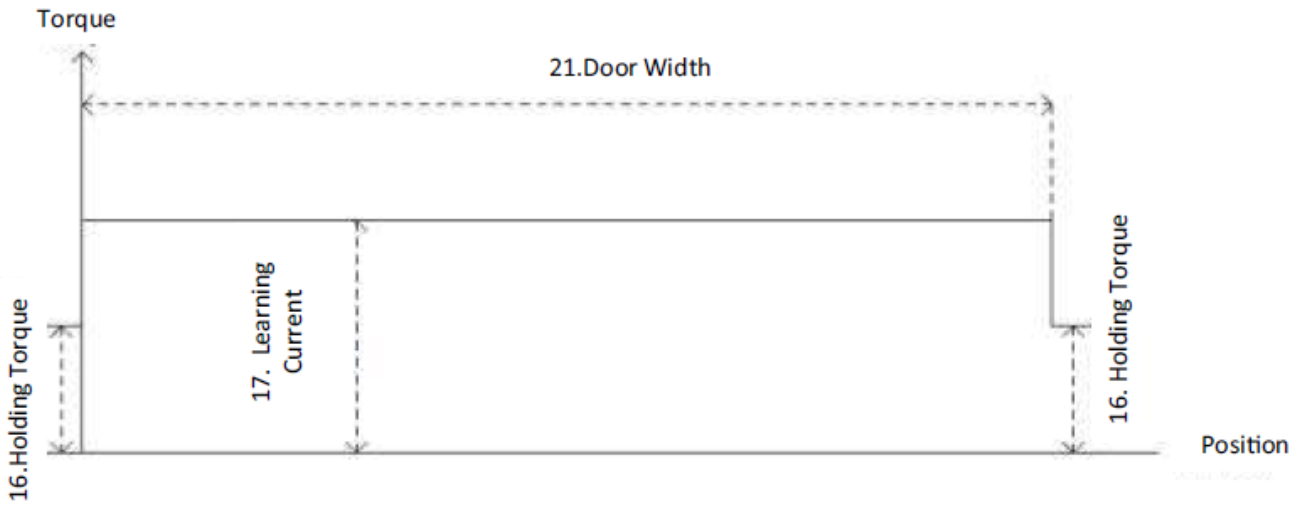 Torque
21.Door Width
17. Learning
Current
16.Holding Torque
16. Holding Torque
Position